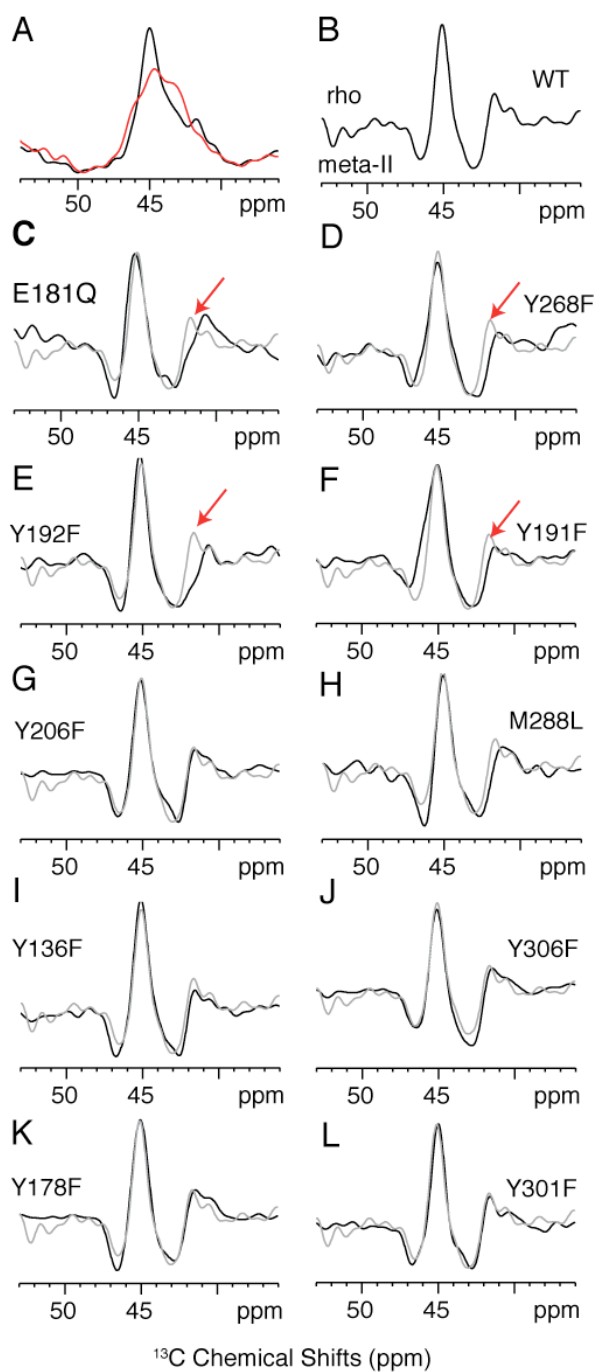 A
50 45 ppm
B
rho
WT
meta-II
50 45 ppm
C
E181Q
50 45 ppm
D
Y268F
50 45 ppm
E
Y192F
50 45 ppm
F
Y191F
50 45 ppm
G
Y206F
50 45 ppm
H
M288L
50 45 ppm
I
Y136F
50 45 ppm
J
Y306F
50 45 ppm
K
Y178F
50 45 ppm
L
Y301F
50 45 ppm
¹³C Chemical Shifts (ppm)